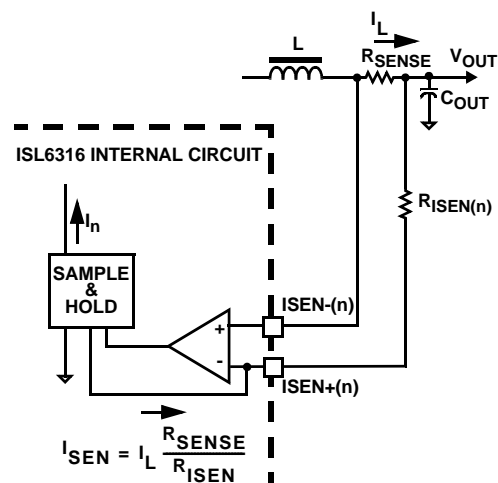 I_L
L
R_SENSE
V_OUT
C_OUT
ISL6316 INTERNAL CIRCUIT
R_ISEN(n)
I_n
SAMPLE
&
HOLD
ISEN-(n)
+
-
ISEN+(n)
I_SEN = I_L R_SENSE / R_ISEN